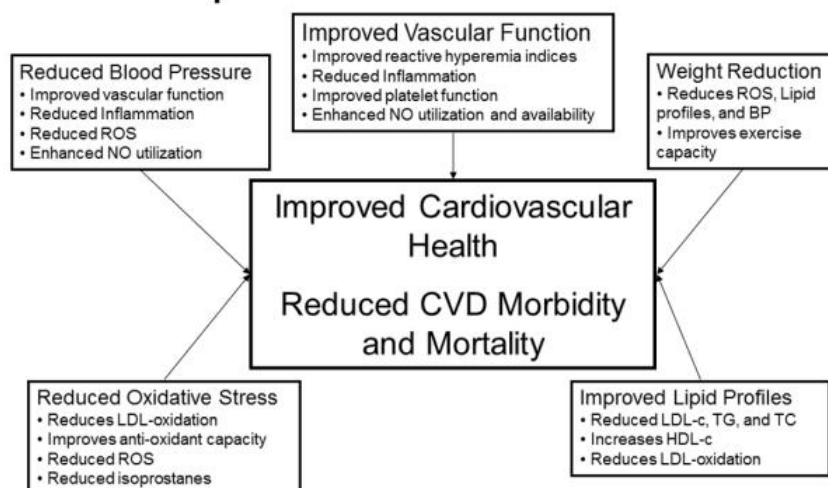 Improved Vascular Function
• Improved reactive hyperemia indices
• Reduced Inflammation
• Improved platelet function
• Enhanced NO utilization and availability
Reduced Blood Pressure
• Improved vascular function
• Reduced Inflammation
• Reduced ROS
• Enhanced NO utilization
Weight Reduction
• Reduces ROS, Lipid
profiles, and BP
• Improves exercise
capacity
Improved Cardiovascular
Health
Reduced CVD Morbidity
and Mortality
Reduced Oxidative Stress
• Reduces LDL-oxidation
• Improves anti-oxidant capacity
• Reduced ROS
• Reduced isoprostanes
Improved Lipid Profiles
• Reduced LDL-c, TG, and TC
• Increases HDL-c
• Reduces LDL-oxidation